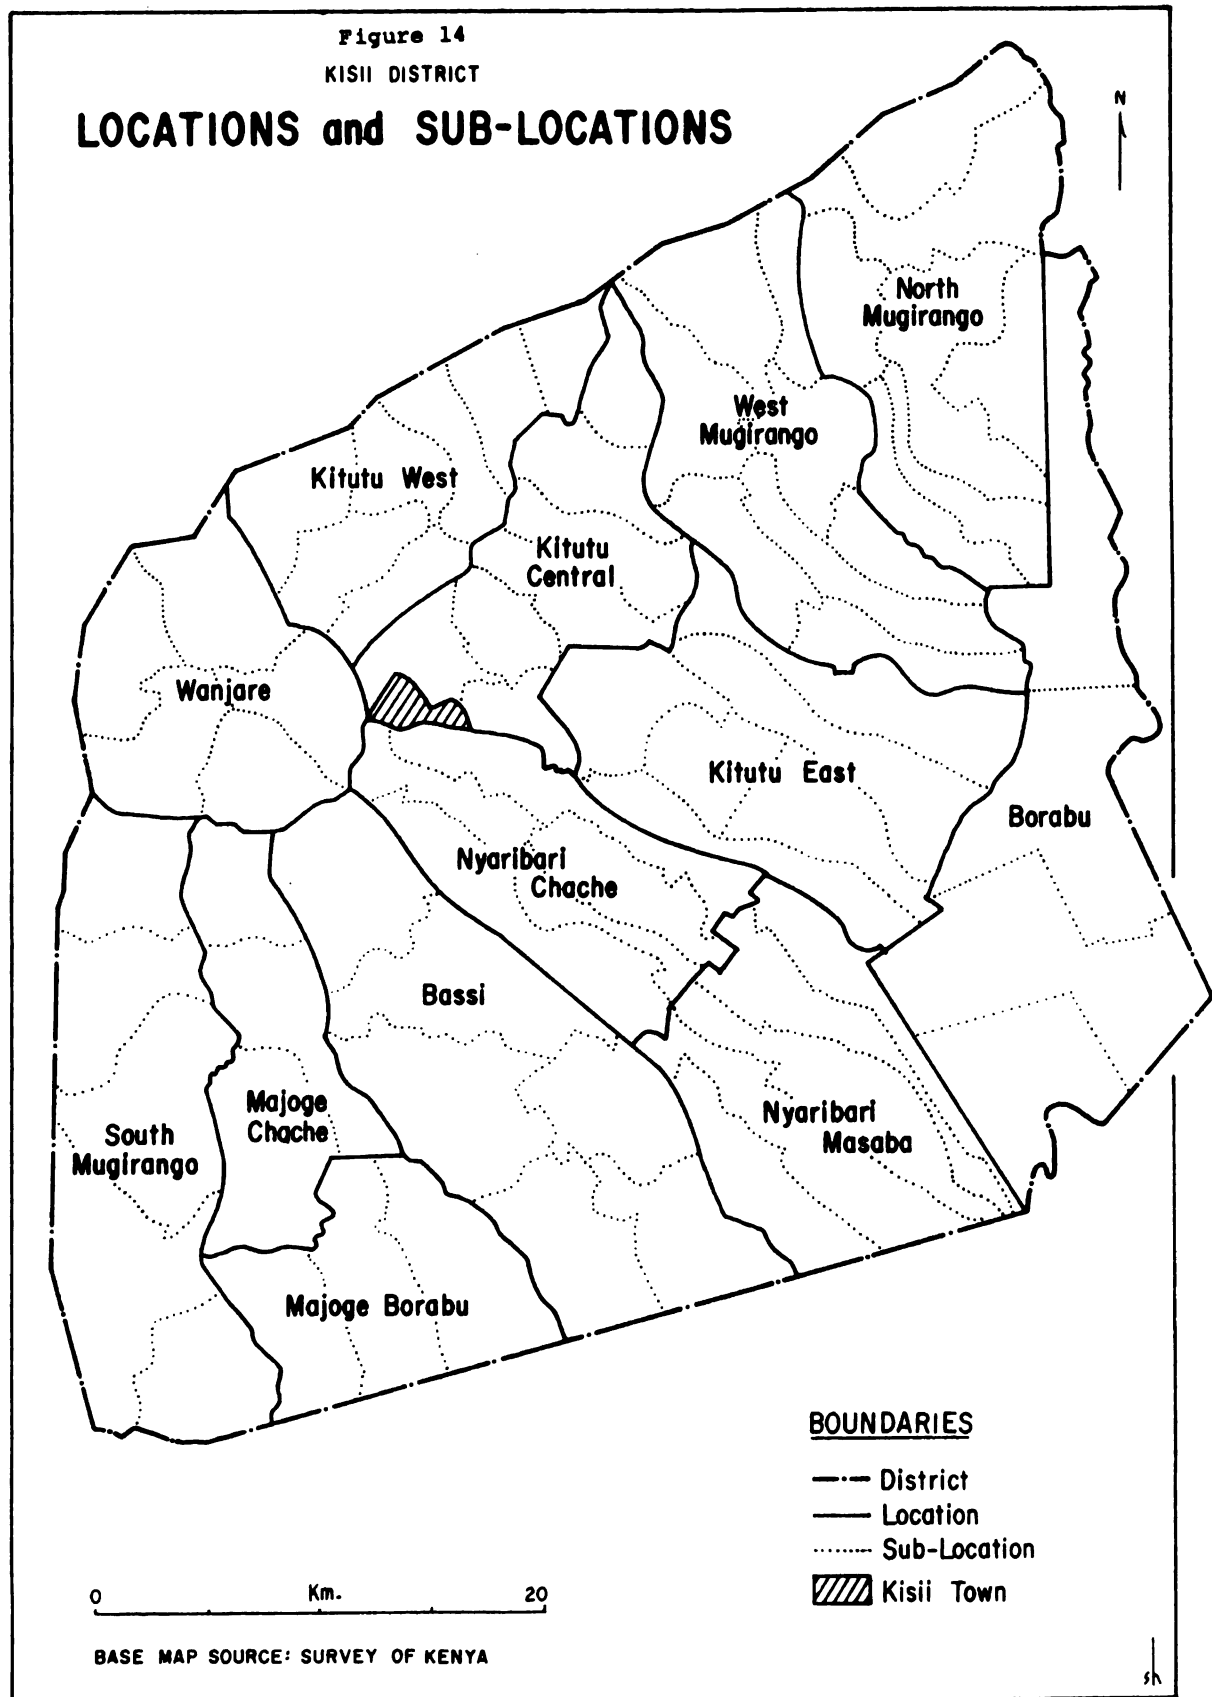 Figure 14
KISII DISTRICT
LOCATIONS and SUB-LOCATIONS
N
North
Mugirango
West
Mugirango
Kitutu West
Kitutu
Central
Wanjare
Kitutu East
Borabu
Nyaribari
Chache
Bassi
Majoge
Chache
South
Mugirango
Nyaribari
Masaba
Majoge Borabu
BOUNDARIES
District
Location
Sub-Location
Kisii Town
0 Km. 20
BASE MAP SOURCE: SURVEY OF KENYA
sh